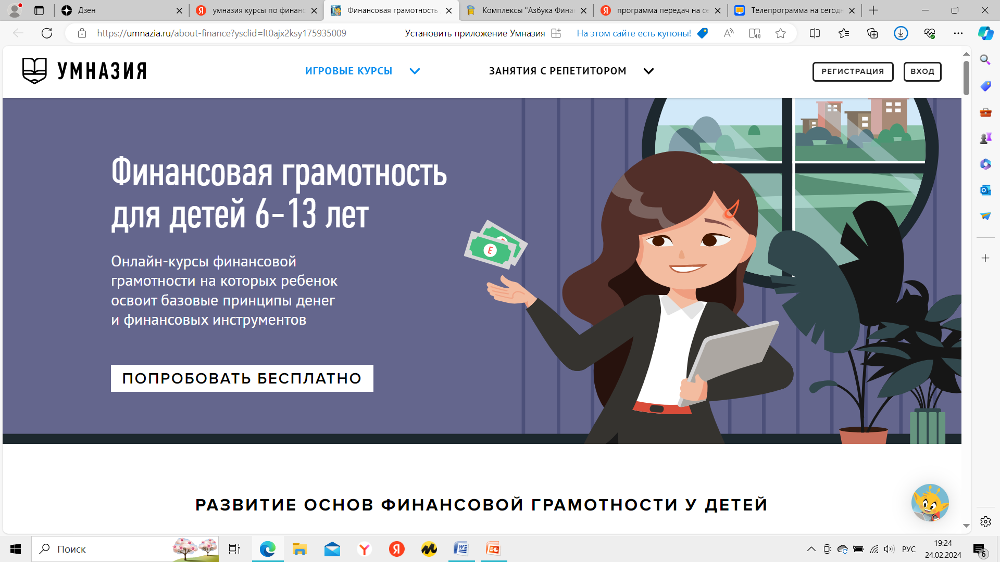 Дзен
умназия курсы по финанс
Финансовая грамотность
Комплексы "Азбука Фина
программа передач на се
Телепрограмма на сегодн
https://umnazia.ru/about-finance?ysclid=lt0ajx2ksy175935009
Установить приложение Умназия
На этом сайте есть купоны!
УМНАЗИЯ
ИГРОВЫЕ КУРСЫ
ЗАНЯТИЯ С РЕПЕТИТОРОМ
РЕГИСТРАЦИЯ
ВХОД
Финансовая грамотность
для детей 6-13 лет
Онлайн-курсы финансовой
грамотности на которых ребенок
освоит базовые принципы денег
и финансовых инструментов
ПОПРОБОВАТЬ БЕСПЛАТНО
Е
РАЗВИТИЕ ОСНОВ ФИНАНСОВОЙ ГРАМОТНОСТИ У ДЕТЕЙ
Поиск
РУС
19:24
24.02.2024
6